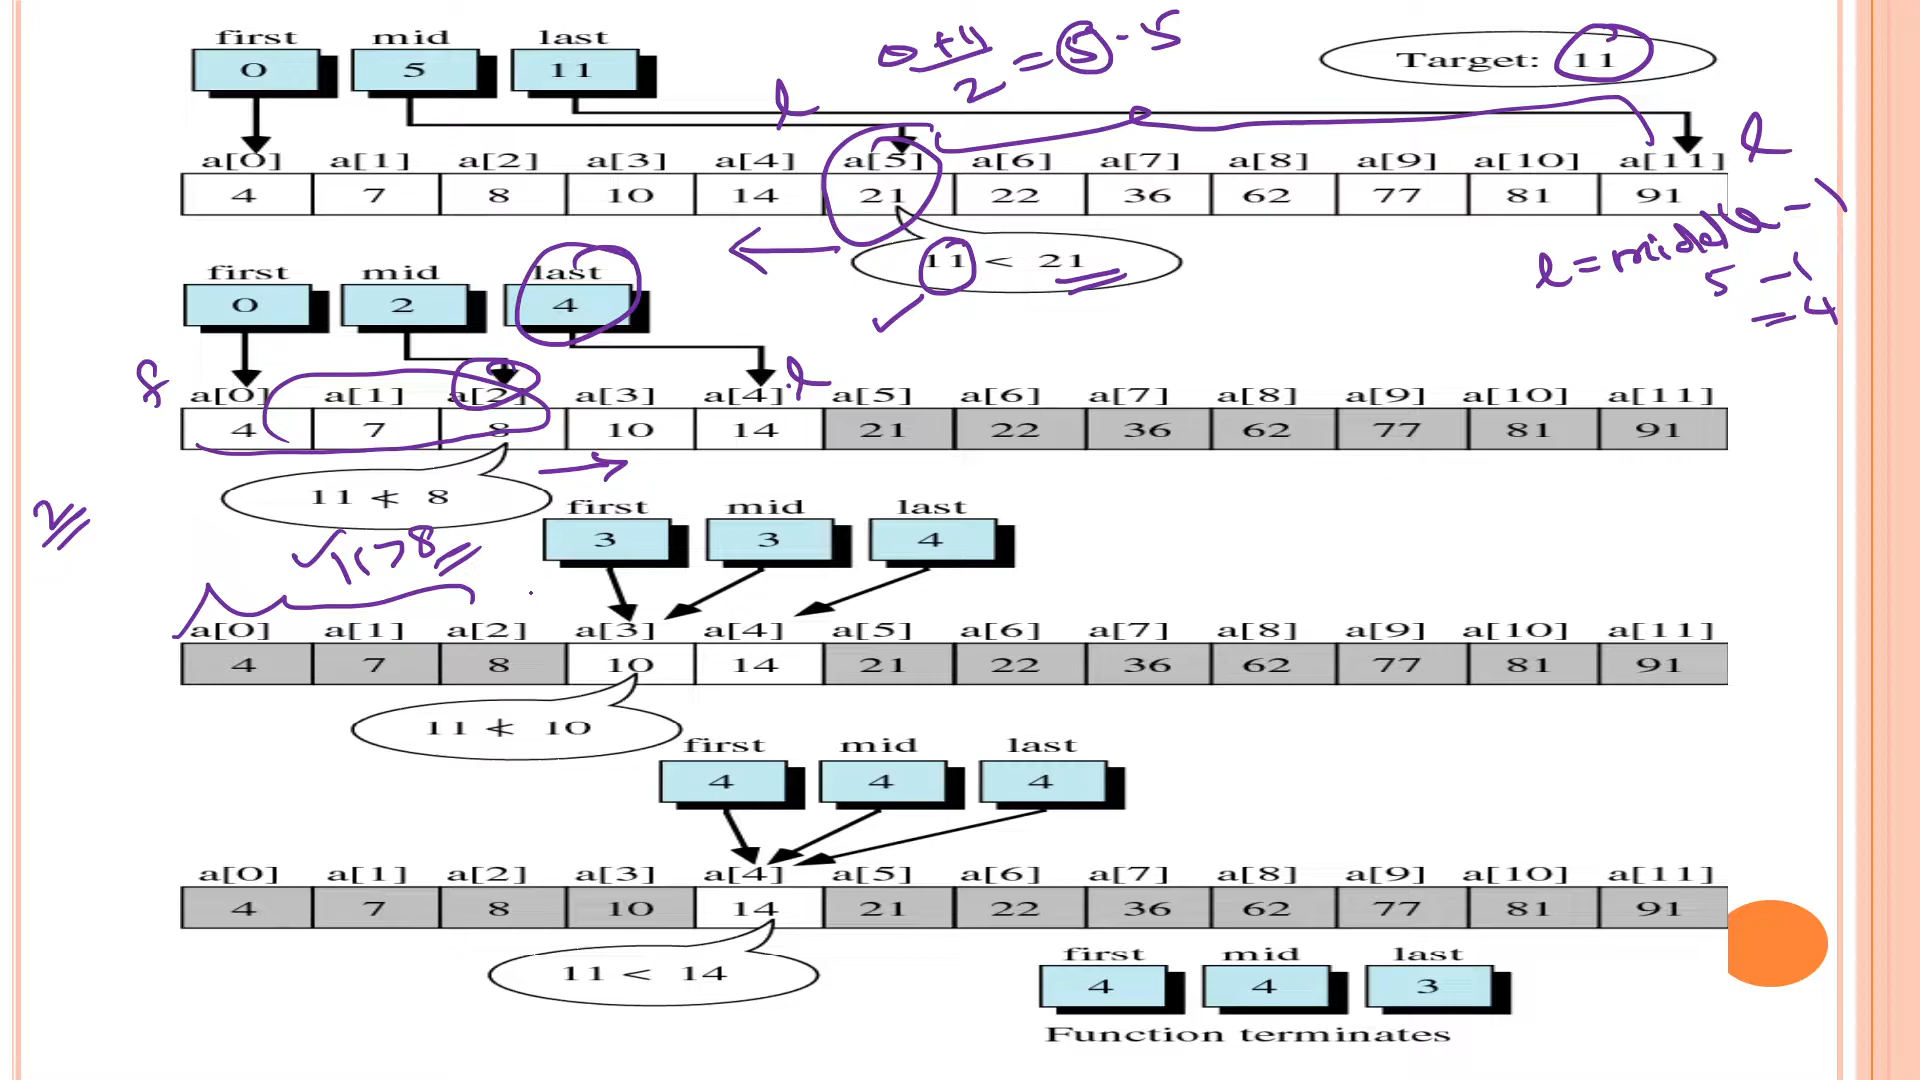 first mid last
0 5 11
0+11/2 = 5.5
Target: 11
l
l
a[0] a[1] a[2] a[3] a[4] a[5] a[6] a[7] a[8] a[9] a[10] a[11]
4 7 8 10 14 21 22 36 62 77 81 91
11 < 21
l = middle - 1
5 - 1
= 4
first mid last
0 2 4
f
l
a[0] a[1] a[2] a[3] a[4] a[5] a[6] a[7] a[8] a[9] a[10] a[11]
4 7 8 10 14 21 22 36 62 77 81 91
11 ≮ 8
2
11 > 8
first mid last
3 3 4
a[0] a[1] a[2] a[3] a[4] a[5] a[6] a[7] a[8] a[9] a[10] a[11]
4 7 8 10 14 21 22 36 62 77 81 91
11 ≮ 10
first mid last
4 4 4
a[0] a[1] a[2] a[3] a[4] a[5] a[6] a[7] a[8] a[9] a[10] a[11]
4 7 8 10 14 21 22 36 62 77 81 91
11 < 14
first mid last
4 4 3
Function terminates